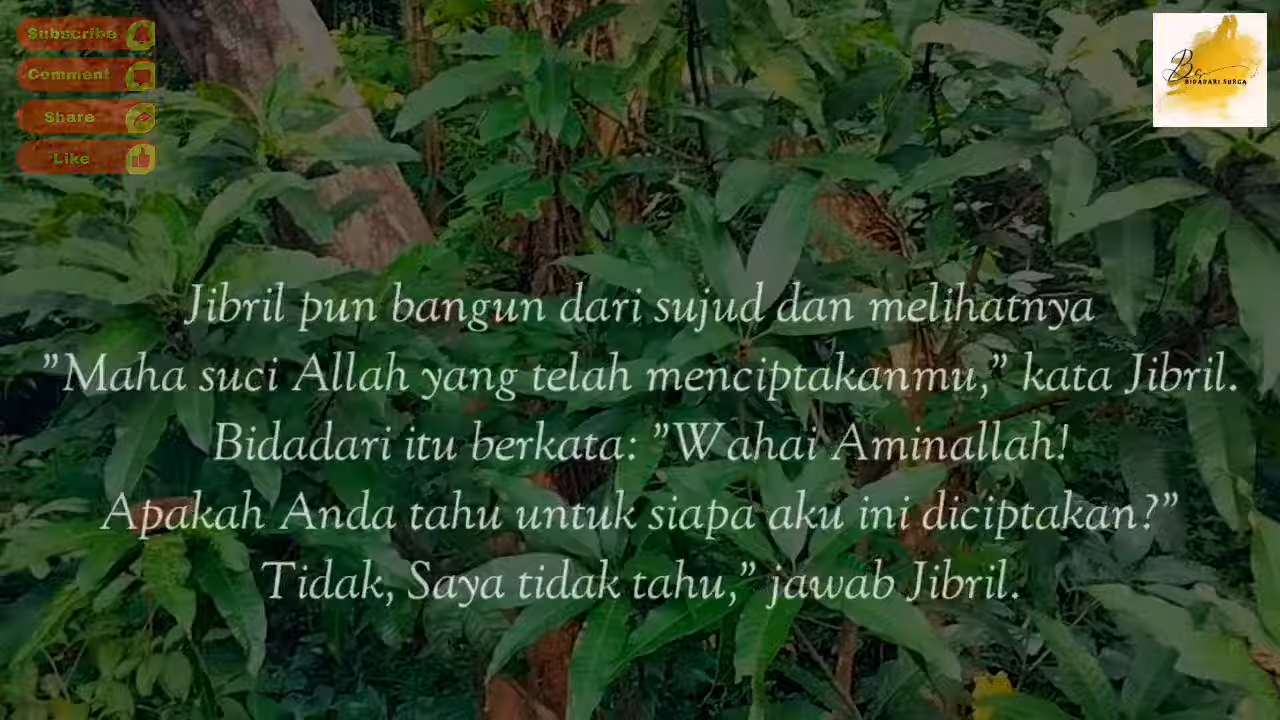 Subscribe
Comment
Share
Like
BIDADARI SURGA
Jibril pun bangun dari sujud dan melihatnya
"Maha suci Allah yang telah menciptakanmu," kata Jibril.
Bidadari itu berkata: "Wahai Aminallah!
Apakah Anda tahu untuk siapa aku ini diciptakan?"
Tidak, Saya tidak tahu," jawab Jibril.